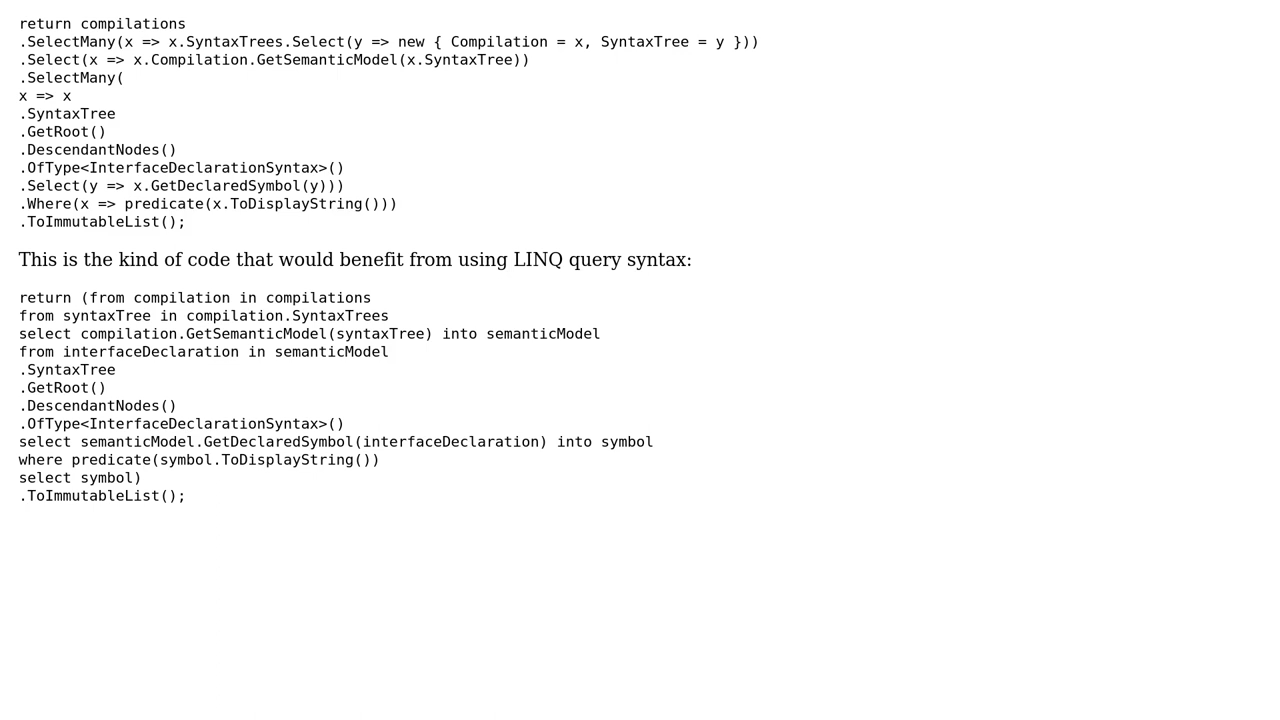 return compilations
.SelectMany(x => x.SyntaxTrees.Select(y => new { Compilation = x, SyntaxTree = y }))
.Select(x => x.Compilation.GetSemanticModel(x.SyntaxTree))
.SelectMany(
x => x
.SyntaxTree
.GetRoot()
.DescendantNodes()
.OfType<InterfaceDeclarationSyntax>()
.Select(y => x.GetDeclaredSymbol(y)))
.Where(x => predicate(x.ToDisplayString()))
.ToImmutableList();
This is the kind of code that would benefit from using LINQ query syntax:
return (from compilation in compilations
from syntaxTree in compilation.SyntaxTrees
select compilation.GetSemanticModel(syntaxTree) into semanticModel
from interfaceDeclaration in semanticModel
.SyntaxTree
.GetRoot()
.DescendantNodes()
.OfType<InterfaceDeclarationSyntax>()
select semanticModel.GetDeclaredSymbol(interfaceDeclaration) into symbol
where predicate(symbol.ToDisplayString())
select symbol)
.ToImmutableList();